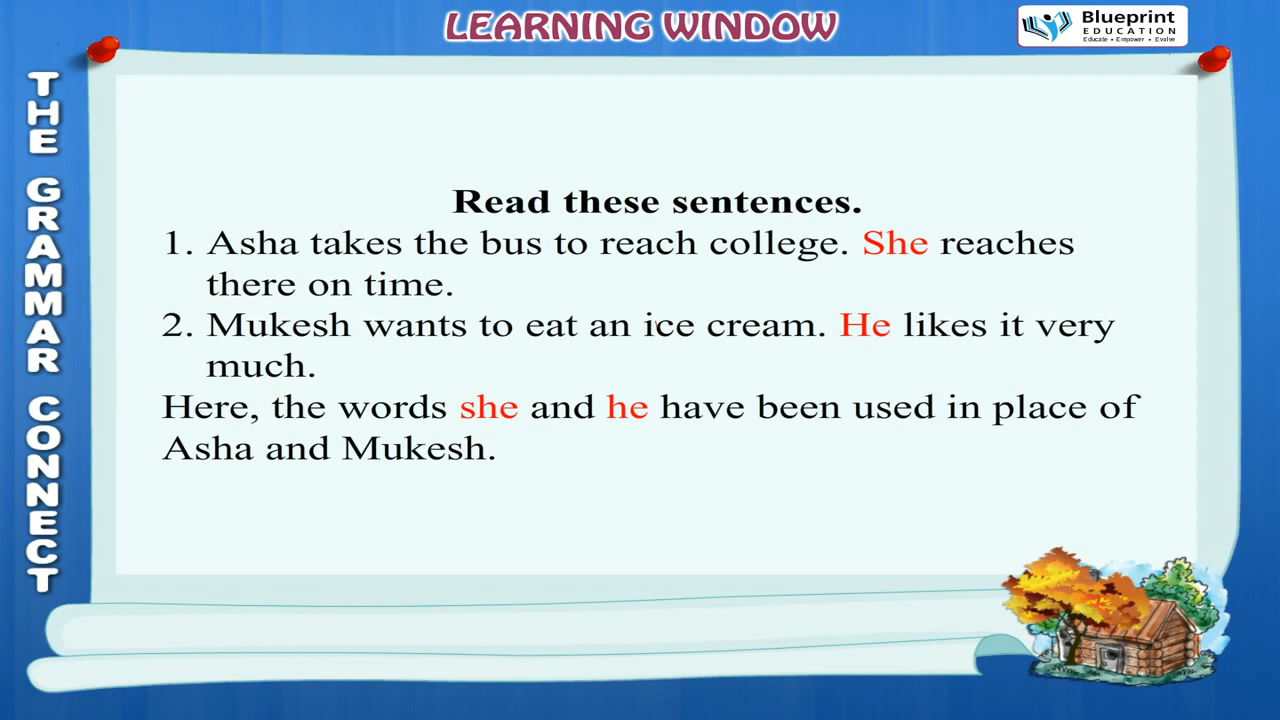 LEARNING WINDOW
Blueprint
EDUCATION
Educate • Empower • Evolve
THE GRAMMAR CONNECT
Read these sentences.
1. Asha takes the bus to reach college. She reaches
there on time.
2. Mukesh wants to eat an ice cream. He likes it very
much.
Here, the words she and he have been used in place of
Asha and Mukesh.